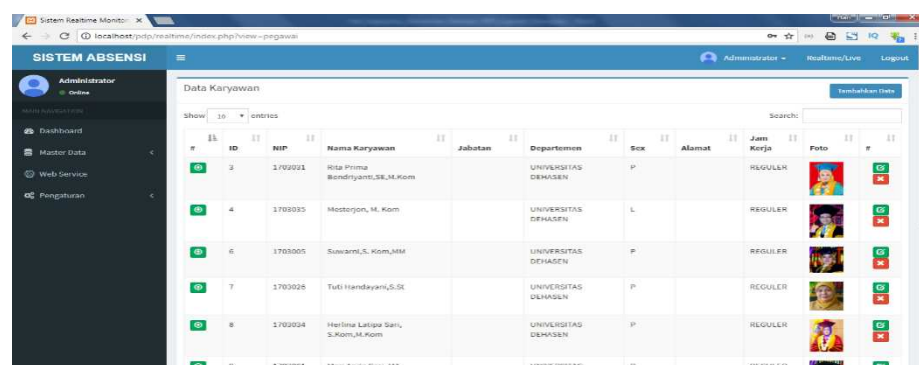 Sistem Realtime Monitor
localhost/pdp/realtime/index.php?view=pegawai
IQ
SISTEM ABSENSI
Administrator
Realtime/Live
Logout
Administrator
Online
MAIN NAVIGATION
Dashboard
Master Data
Web Service
Pengaturan
Data Karyawan
Tambahkan Data
Show 10 entries
Search:
# ID NIP Nama Karyawan Jabatan Departemen Sex Alamat Jam Kerja Foto #
3 1703031 Rita Prima Bendriyanti,SE,M.Kom UNIVERSITAS DEHASEN P REGULER
4 1703035 Mesterjon, M. Kom UNIVERSITAS DEHASEN L REGULER
6 1703005 Suwarni,S. Kom,MM UNIVERSITAS DEHASEN P REGULER
7 1703028 Tuti Handayani,S.St UNIVERSITAS DEHASEN P REGULER
8 1703034 Herlina Latipa Sari, S.Kom,M.Kom UNIVERSITAS DEHASEN P REGULER